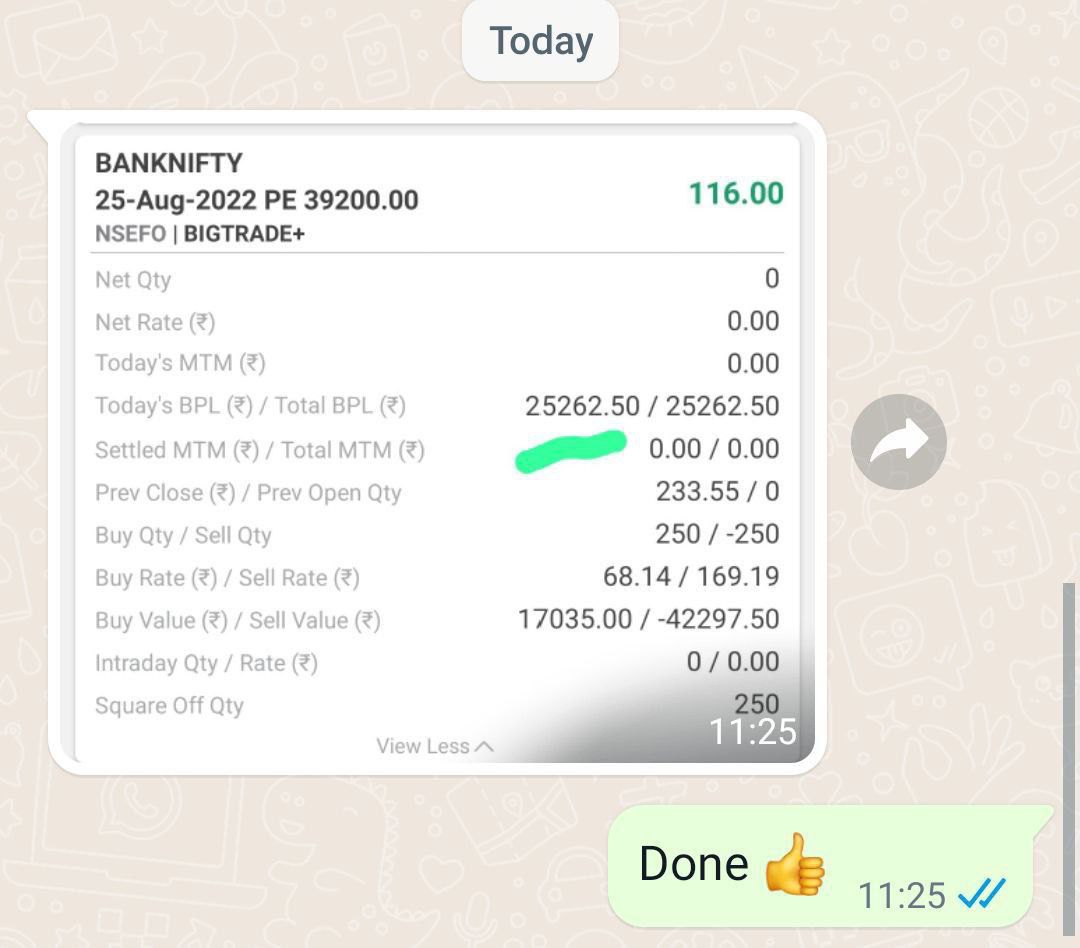 Today
BANKNIFTY
25-Aug-2022 PE 39200.00 116.00
NSEFO | BIGTRADE+
Net Qty 0
Net Rate (₹) 0.00
Today's MTM (₹) 0.00
Today's BPL (₹) / Total BPL (₹) 25262.50 / 25262.50
Settled MTM (₹) / Total MTM (₹) 0.00 / 0.00
Prev Close (₹) / Prev Open Qty 233.55 / 0
Buy Qty / Sell Qty 250 / -250
Buy Rate (₹) / Sell Rate (₹) 68.14 / 169.19
Buy Value (₹) / Sell Value (₹) 17035.00 / -42297.50
Intraday Qty / Rate (₹) 0 / 0.00
Square Off Qty 250
11:25
View Less
Done 👍 11:25